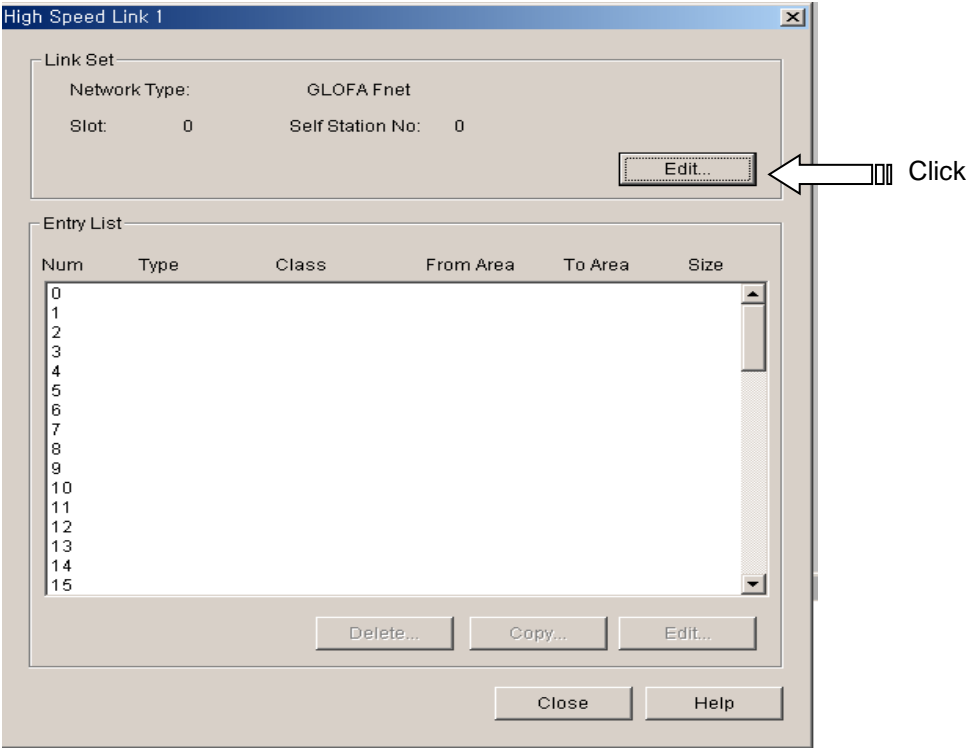 High Speed Link 1
Link Set
Network Type: GLOFA Fnet
Slot: 0 Self Station No: 0
Edit... Click
Entry List
Num Type Class From Area To Area Size
0
1
2
3
4
5
6
7
8
9
10
11
12
13
14
15
Delete... Copy... Edit...
Close Help